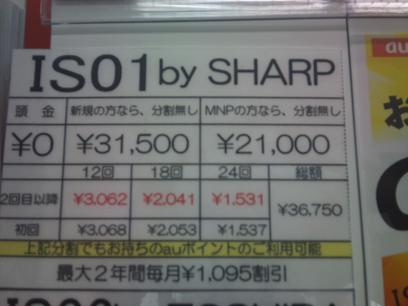 IS01 by SHARP
頭金 新規の方なら、分割無し MNPの方なら、分割無し
¥0 ¥31,500 ¥21,000
12回 18回 24回 総額
2回目以降 ¥3,062 ¥2,041 ¥1,531 ¥36,750
初回 ¥3,068 ¥2,053 ¥1,537
上記分割でもお持ちのauポイントのご利用可能
最大2年間毎月¥1,095割引
au
お